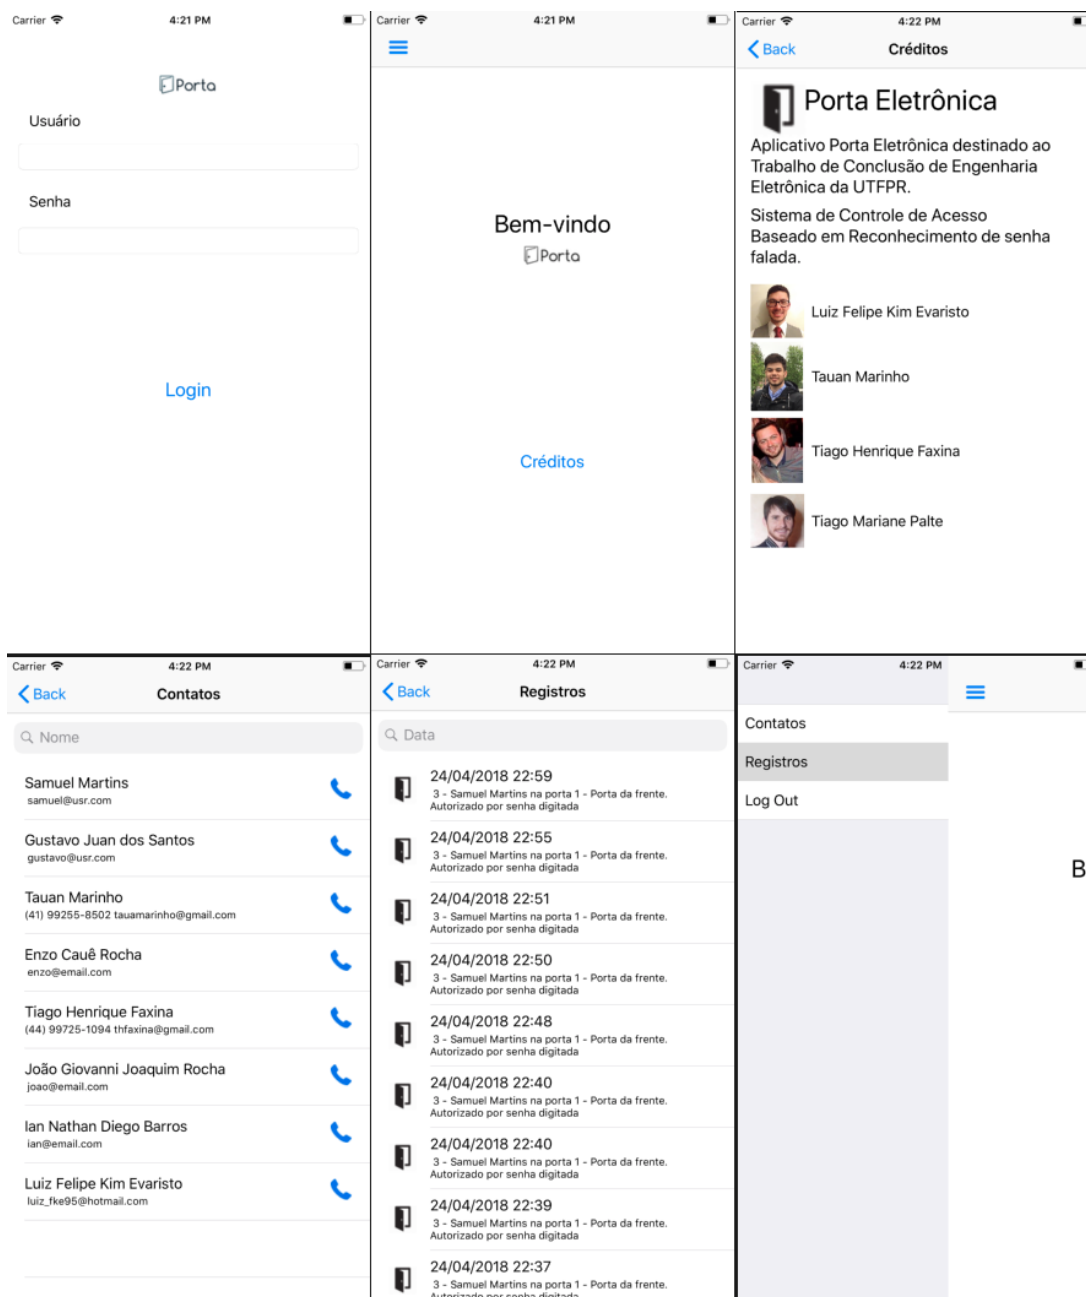 Carrier 4:21 PM
Porta
Usuário
Senha
Login
Carrier 4:21 PM
Bem-vindo
Porta
Créditos
Carrier 4:22 PM
Back Créditos
Porta Eletrônica
Aplicativo Porta Eletrônica destinado ao
Trabalho de Conclusão de Engenharia
Eletrônica da UTFPR.
Sistema de Controle de Acesso
Baseado em Reconhecimento de senha
falada.
Luiz Felipe Kim Evaristo
Tauan Marinho
Tiago Henrique Faxina
Tiago Mariane Palte
Carrier 4:22 PM
Back Contatos
Nome
Samuel Martins
samuel@usr.com
Gustavo Juan dos Santos
gustavo@usr.com
Tauan Marinho
(41) 99255-8502 tauamarinho@gmail.com
Enzo Cauê Rocha
enzo@email.com
Tiago Henrique Faxina
(44) 99725-1094 thfaxina@gmail.com
João Giovanni Joaquim Rocha
joao@email.com
Ian Nathan Diego Barros
ian@email.com
Luiz Felipe Kim Evaristo
luiz_fke95@hotmail.com
Carrier 4:22 PM
Back Registros
Data
24/04/2018 22:59
3 - Samuel Martins na porta 1 - Porta da frente.
Autorizado por senha digitada
24/04/2018 22:55
3 - Samuel Martins na porta 1 - Porta da frente.
Autorizado por senha digitada
24/04/2018 22:51
3 - Samuel Martins na porta 1 - Porta da frente.
Autorizado por senha digitada
24/04/2018 22:50
3 - Samuel Martins na porta 1 - Porta da frente.
Autorizado por senha digitada
24/04/2018 22:48
3 - Samuel Martins na porta 1 - Porta da frente.
Autorizado por senha digitada
24/04/2018 22:40
3 - Samuel Martins na porta 1 - Porta da frente.
Autorizado por senha digitada
24/04/2018 22:40
3 - Samuel Martins na porta 1 - Porta da frente.
Autorizado por senha digitada
24/04/2018 22:39
3 - Samuel Martins na porta 1 - Porta da frente.
Autorizado por senha digitada
24/04/2018 22:37
3 - Samuel Martins na porta 1 - Porta da frente.
Autorizado por senha digitada
Carrier 4:22 PM
Contatos
Registros
Log Out
B